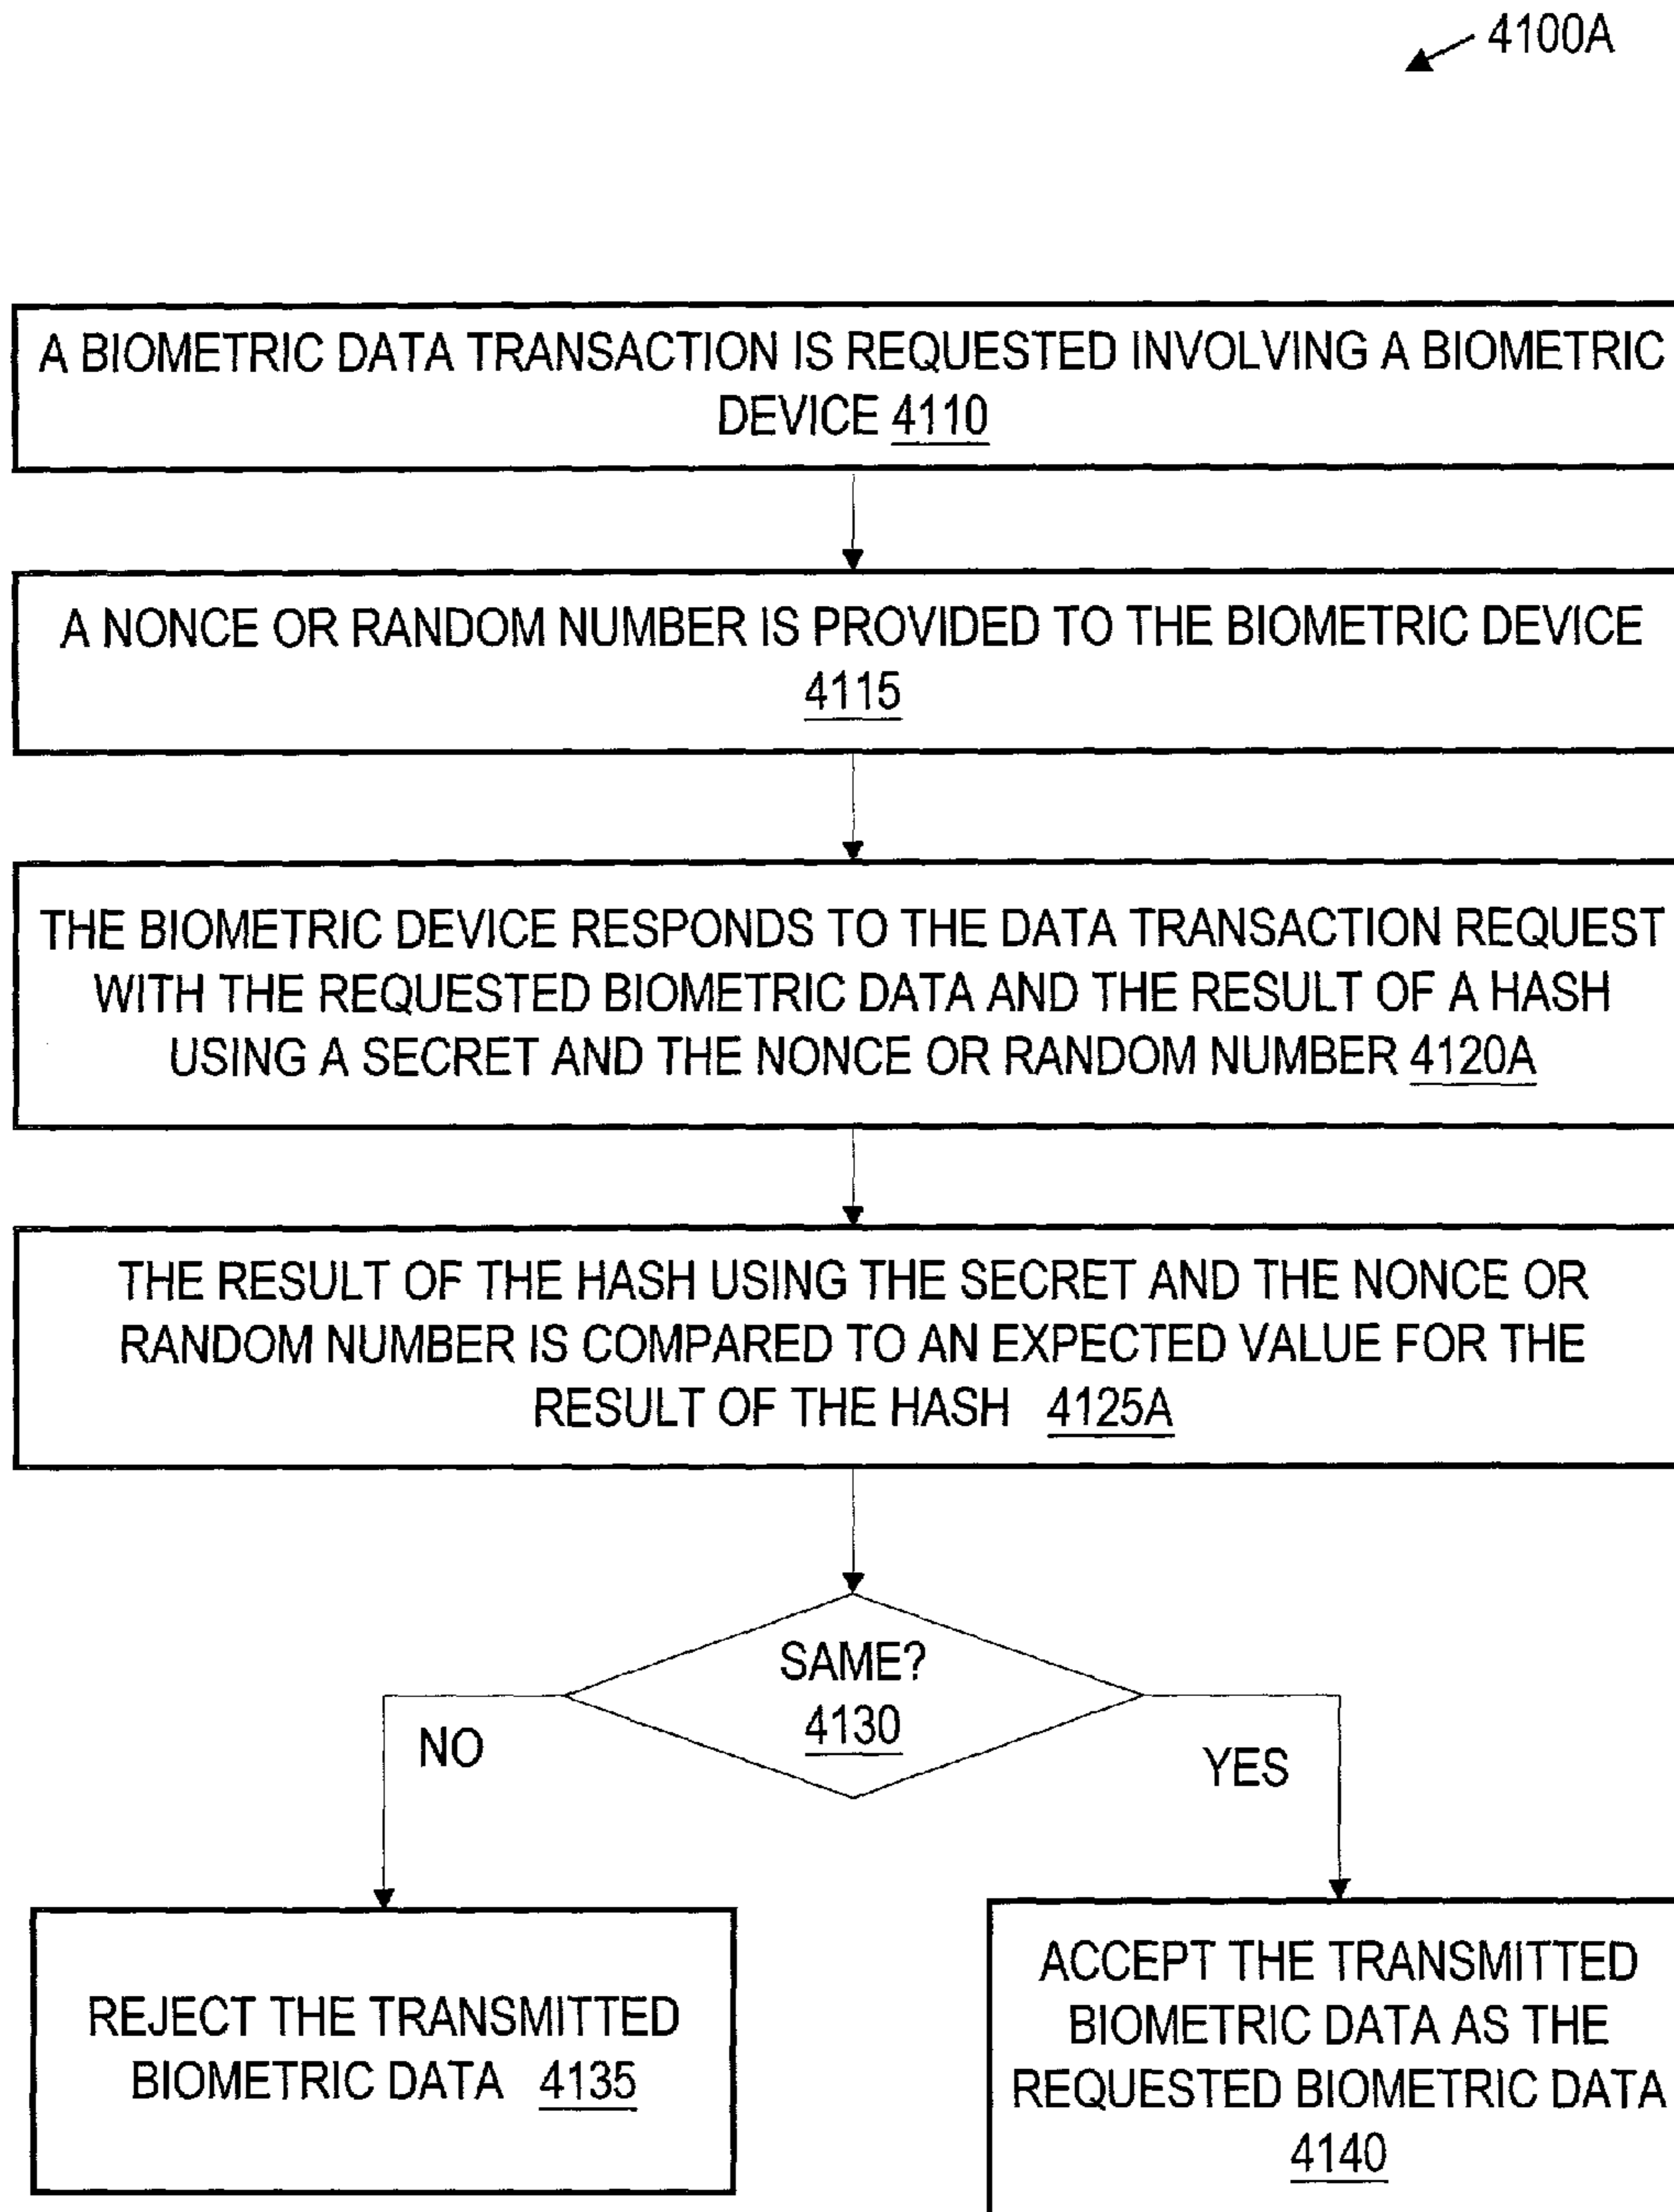 4100A
A BIOMETRIC DATA TRANSACTION IS REQUESTED INVOLVING A BIOMETRIC
DEVICE 4110
A NONCE OR RANDOM NUMBER IS PROVIDED TO THE BIOMETRIC DEVICE
4115
THE BIOMETRIC DEVICE RESPONDS TO THE DATA TRANSACTION REQUEST
WITH THE REQUESTED BIOMETRIC DATA AND THE RESULT OF A HASH
USING A SECRET AND THE NONCE OR RANDOM NUMBER 4120A
THE RESULT OF THE HASH USING THE SECRET AND THE NONCE OR
RANDOM NUMBER IS COMPARED TO AN EXPECTED VALUE FOR THE
RESULT OF THE HASH 4125A
SAME?
4130
NO
YES
REJECT THE TRANSMITTED
BIOMETRIC DATA 4135
ACCEPT THE TRANSMITTED
BIOMETRIC DATA AS THE
REQUESTED BIOMETRIC DATA
4140